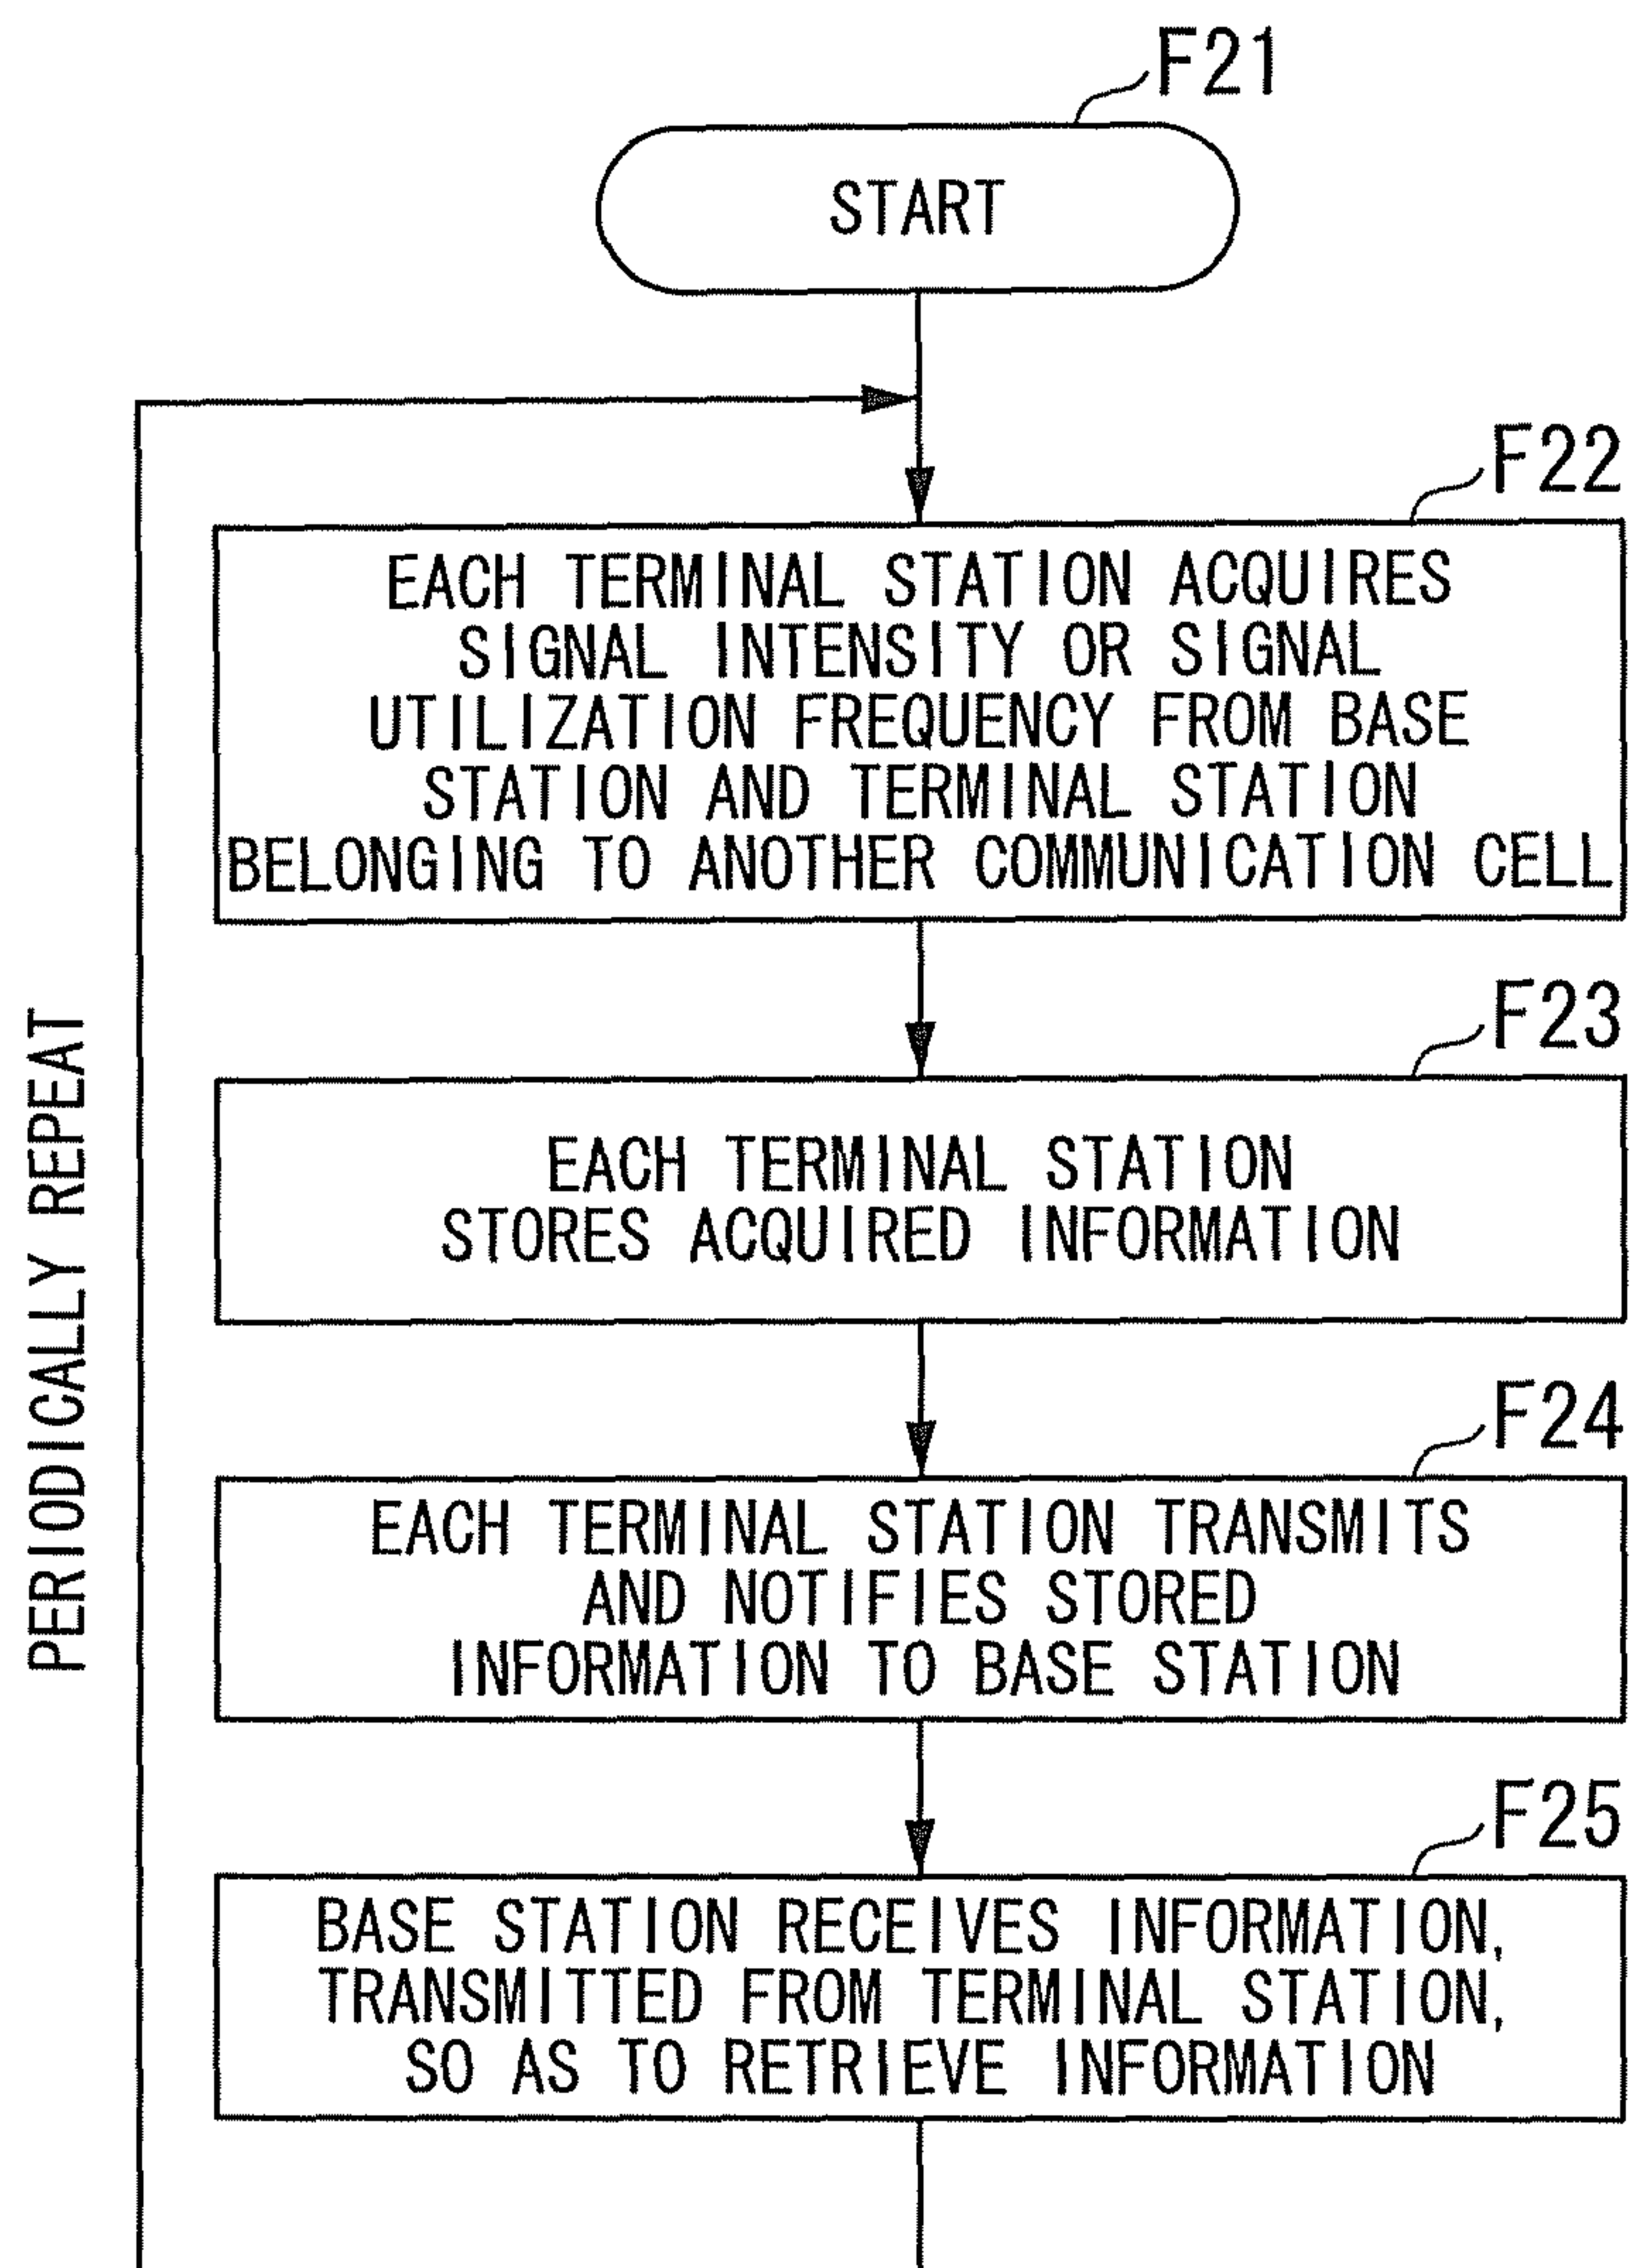 F21
START
F22
EACH TERMINAL STATION ACQUIRES
SIGNAL INTENSITY OR SIGNAL
UTILIZATION FREQUENCY FROM BASE
STATION AND TERMINAL STATION
BELONGING TO ANOTHER COMMUNICATION CELL
F23
EACH TERMINAL STATION
STORES ACQUIRED INFORMATION
PERIODICALLY REPEAT
F24
EACH TERMINAL STATION TRANSMITS
AND NOTIFIES STORED
INFORMATION TO BASE STATION
F25
BASE STATION RECEIVES INFORMATION,
TRANSMITTED FROM TERMINAL STATION,
SO AS TO RETRIEVE INFORMATION